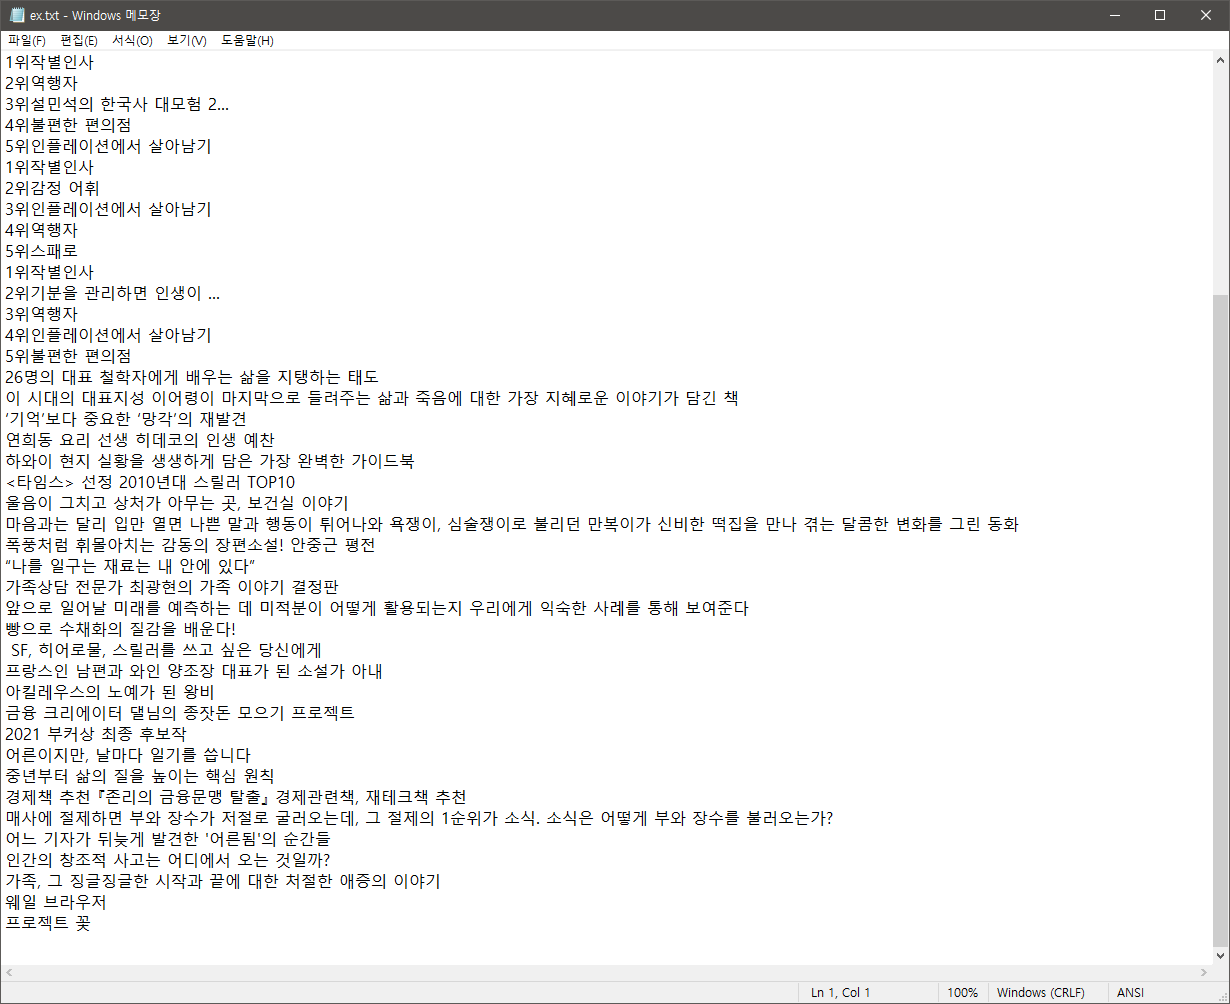 ex.txt - Windows 메모장
파일(F) 편집(E) 서식(O) 보기(V) 도움말(H)
1위작별인사
2위역행자
3위설민석의 한국사 대모험 2...
4위불편한 편의점
5위인플레이션에서 살아남기
1위작별인사
2위감정 어휘
3위인플레이션에서 살아남기
4위역행자
5위스패로
1위작별인사
2위기분을 관리하면 인생이 ...
3위역행자
4위인플레이션에서 살아남기
5위불편한 편의점
26명의 대표 철학자에게 배우는 삶을 지탱하는 태도
이 시대의 대표지성 이어령이 마지막으로 들려주는 삶과 죽음에 대한 가장 지혜로운 이야기가 담긴 책
‘기억’보다 중요한 ‘망각’의 재발견
연희동 요리 선생 히데코의 인생 예찬
하와이 현지 실황을 생생하게 담은 가장 완벽한 가이드북
<타임스> 선정 2010년대 스릴러 TOP10
울음이 그치고 상처가 아무는 곳, 보건실 이야기
마음과는 달리 입만 열면 나쁜 말과 행동이 튀어나와 욕쟁이, 심술쟁이로 불리던 만복이가 신비한 떡집을 만나 겪는 달콤한 변화를 그린 동화
폭풍처럼 휘몰아치는 감동의 장편소설! 안중근 평전
“나를 일구는 재료는 내 안에 있다”
가족상담 전문가 최광현의 가족 이야기 결정판
앞으로 일어날 미래를 예측하는 데 미적분이 어떻게 활용되는지 우리에게 익숙한 사례를 통해 보여준다
빵으로 수채화의 질감을 배운다!
SF, 히어로물, 스릴러를 쓰고 싶은 당신에게
프랑스인 남편과 와인 양조장 대표가 된 소설가 아내
아킬레우스의 노예가 된 왕비
금융 크리에이터 댈님의 종잣돈 모으기 프로젝트
2021 부커상 최종 후보작
어른이지만, 날마다 일기를 씁니다
중년부터 삶의 질을 높이는 핵심 원칙
경제책 추천 『존리의 금융문맹 탈출』 경제관련책, 재테크책 추천
매사에 절제하면 부와 장수가 저절로 굴러오는데, 그 절제의 1순위가 소식. 소식은 어떻게 부와 장수를 불러오는가?
어느 기자가 뒤늦게 발견한 '어른됨'의 순간들
인간의 창조적 사고는 어디에서 오는 것일까?
가족, 그 징글징글한 시작과 끝에 대한 처절한 애증의 이야기
웨일 브라우저
프로젝트 꽃
Ln 1, Col 1 100% Windows (CRLF) ANSI